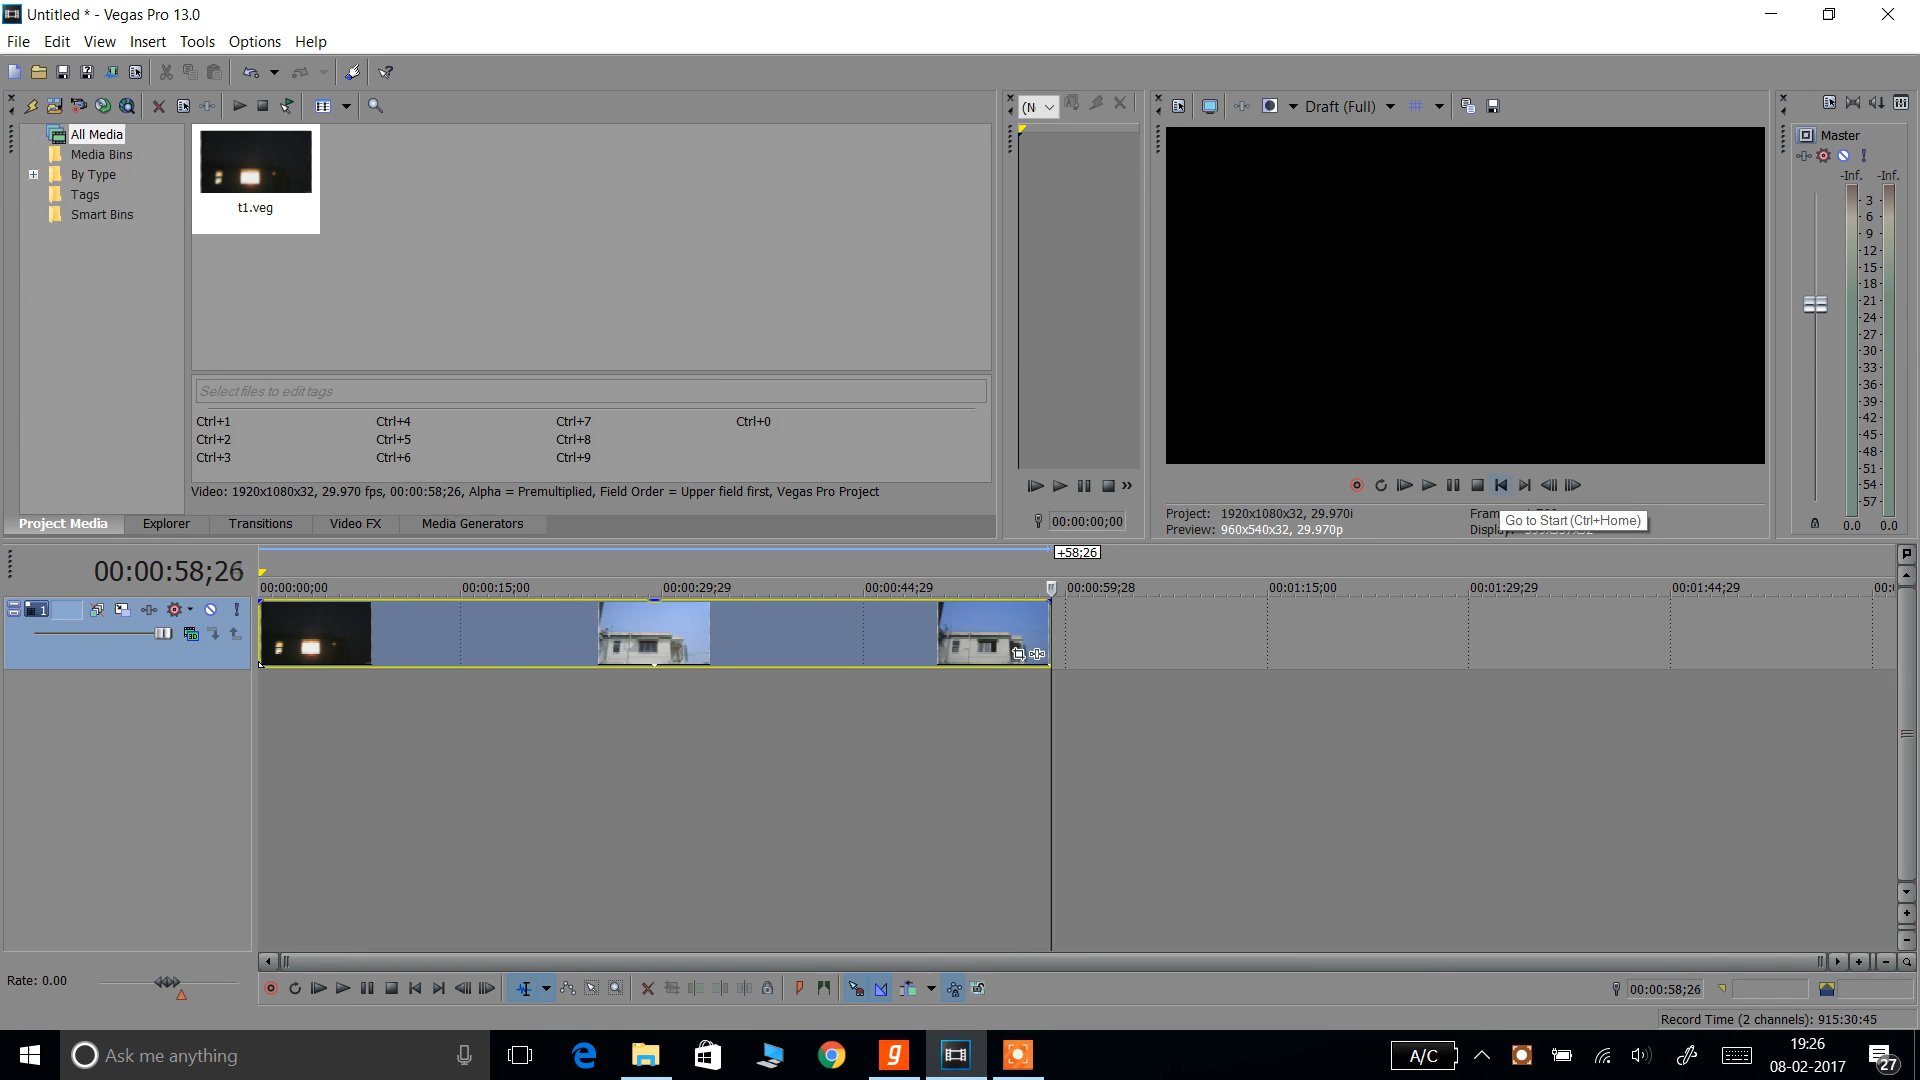 Untitled * - Vegas Pro 13.0
File Edit View Insert Tools Options Help
(N
Draft (Full)
Master
All Media
Media Bins
By Type
Tags
Smart Bins
t1.veg
-Inf. -Inf.
3
6
9
12
15
18
21
24
27
30
33
36
39
42
45
48
51
54
57
0.0 0.0
Select files to edit tags
Ctrl+1 Ctrl+4 Ctrl+7 Ctrl+0
Ctrl+2 Ctrl+5 Ctrl+8
Ctrl+3 Ctrl+6 Ctrl+9
Video: 1920x1080x32, 29.970 fps, 00:00:58;26, Alpha = Premultiplied, Field Order = Upper field first, Vegas Pro Project
Project Media Explorer Transitions Video FX Media Generators
00:00:00;00
Project: 1920x1080x32, 29.970i
Preview: 960x540x32, 29.970p
Fram
Display:
Go to Start (Ctrl+Home)
+58;26
00:00:58;26
00:00:00;00 00:00:15;00 00:00:29;29 00:00:44;29 00:00:59;28 00:01:15;00 00:01:29;29 00:01:44;29 00:
1
3D
Rate: 0.00
00:00:58;26
Record Time (2 channels): 915:30:45
Ask me anything
A/C
19:26
08-02-2017
27